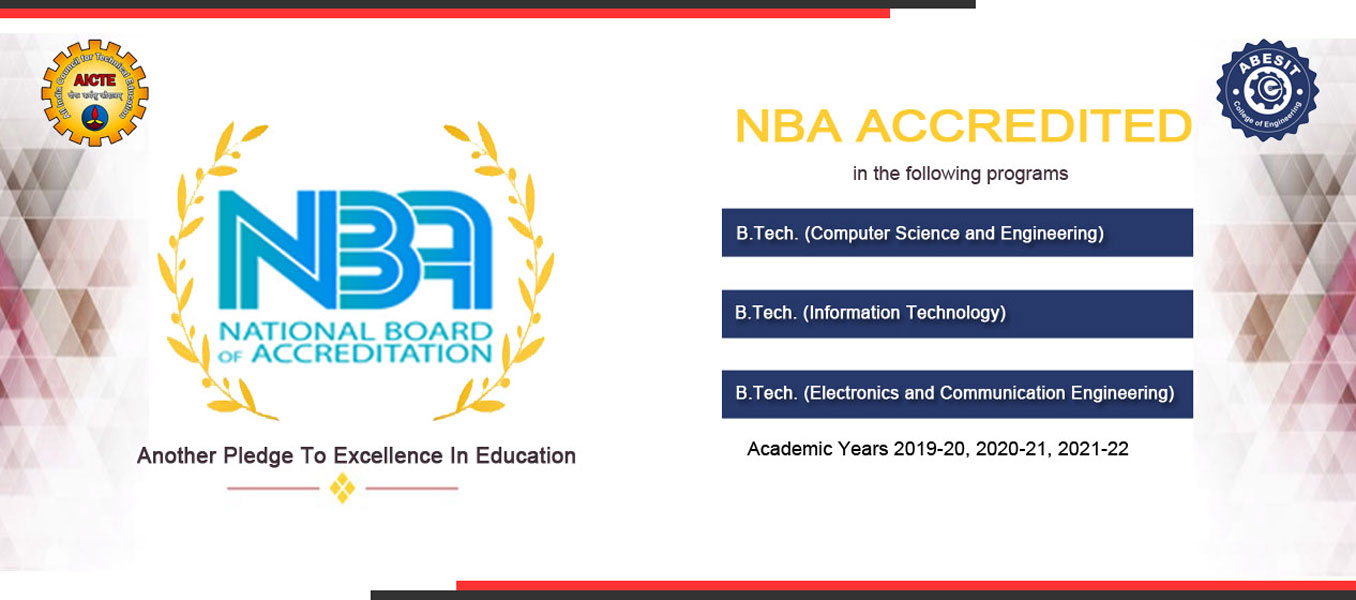 All India Council for Technical Education
AICTE
योगः कर्मसु कौशलम्
NBA
NATIONAL BOARD
OF ACCREDITATION
Another Pledge To Excellence In Education
ABESIT
College of Engineering
NBA ACCREDITED
in the following programs
B.Tech. (Computer Science and Engineering)
B.Tech. (Information Technology)
B.Tech. (Electronics and Communication Engineering)
Academic Years 2019-20, 2020-21, 2021-22